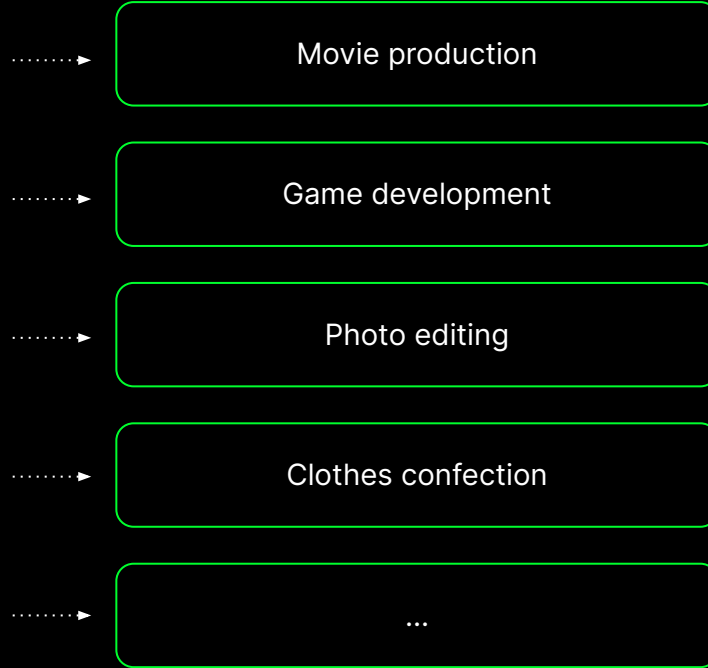 Movie production
Game development
Photo editing
Clothes confection
...